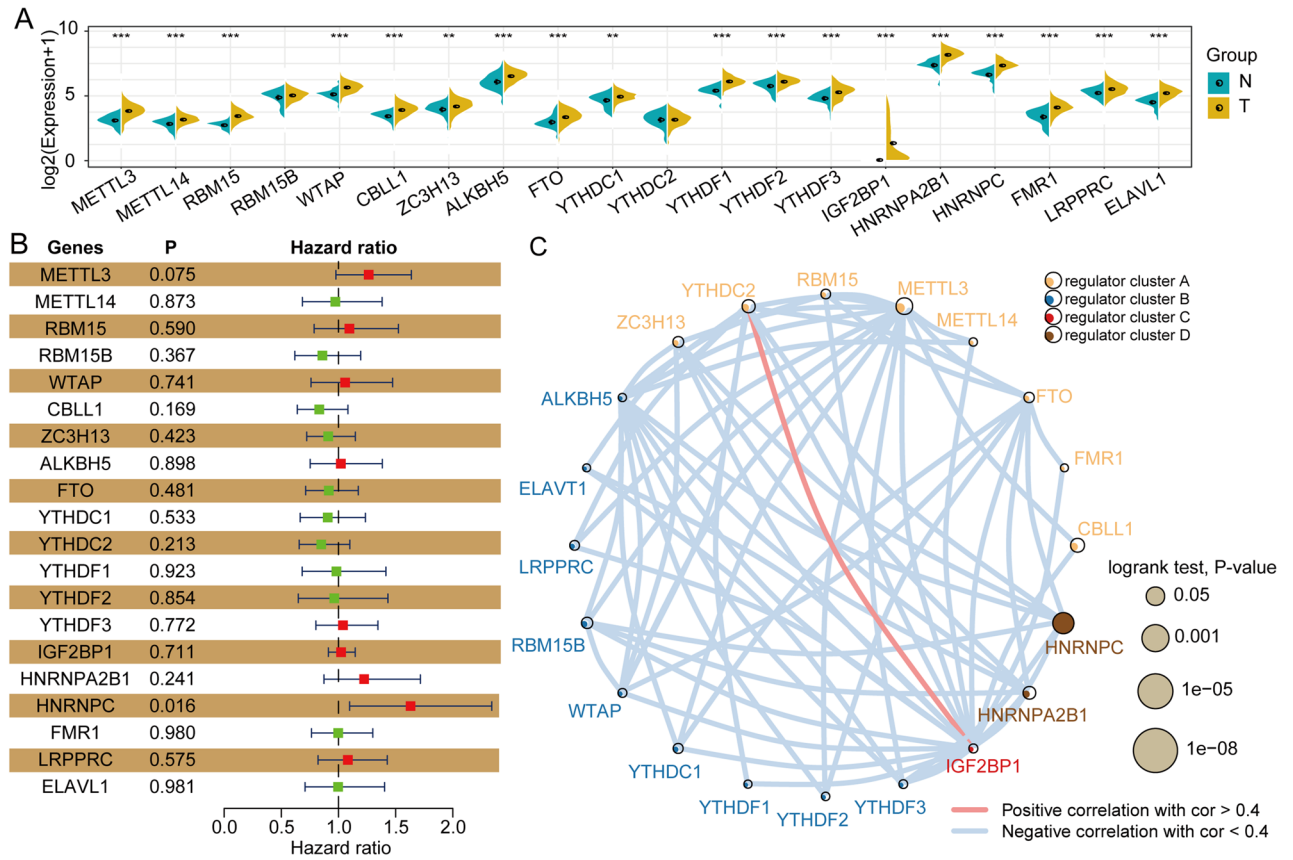 A
log2(Expression+1)
10
5
0
*** *** *** *** *** ** *** *** ** *** *** *** *** *** *** *** *** ***
METTL3 METTL14 RBM15 RBM15B WTAP CBLL1 ZC3H13 ALKBH5 FTO YTHDC1 YTHDC2 YTHDF1 YTHDF2 YTHDF3 IGF2BP1 HNRNPA2B1 HNRNPC FMR1 LRPPRC ELAVL1
Group
N
T
B
Genes P Hazard ratio
METTL3 0.075
METTL14 0.873
RBM15 0.590
RBM15B 0.367
WTAP 0.741
CBLL1 0.169
ZC3H13 0.423
ALKBH5 0.898
FTO 0.481
YTHDC1 0.533
YTHDC2 0.213
YTHDF1 0.923
YTHDF2 0.854
YTHDF3 0.772
IGF2BP1 0.711
HNRNPA2B1 0.241
HNRNPC 0.016
FMR1 0.980
LRPPRC 0.575
ELAVL1 0.981
0.0 0.5 1.0 1.5 2.0
Hazard ratio
C
YTHDC2
RBM15
METTL3
METTL14
ZC3H13
FTO
ALKBH5
FMR1
ELAVT1
CBLL1
LRPPRC
HNRNPC
RBM15B
HNRNPA2B1
WTAP
IGF2BP1
YTHDC1
YTHDF1
YTHDF2
YTHDF3
regulator cluster A
regulator cluster B
regulator cluster C
regulator cluster D
logrank test, P-value
0.05
0.001
1e−05
1e−08
Positive correlation with cor > 0.4
Negative correlation with cor < 0.4